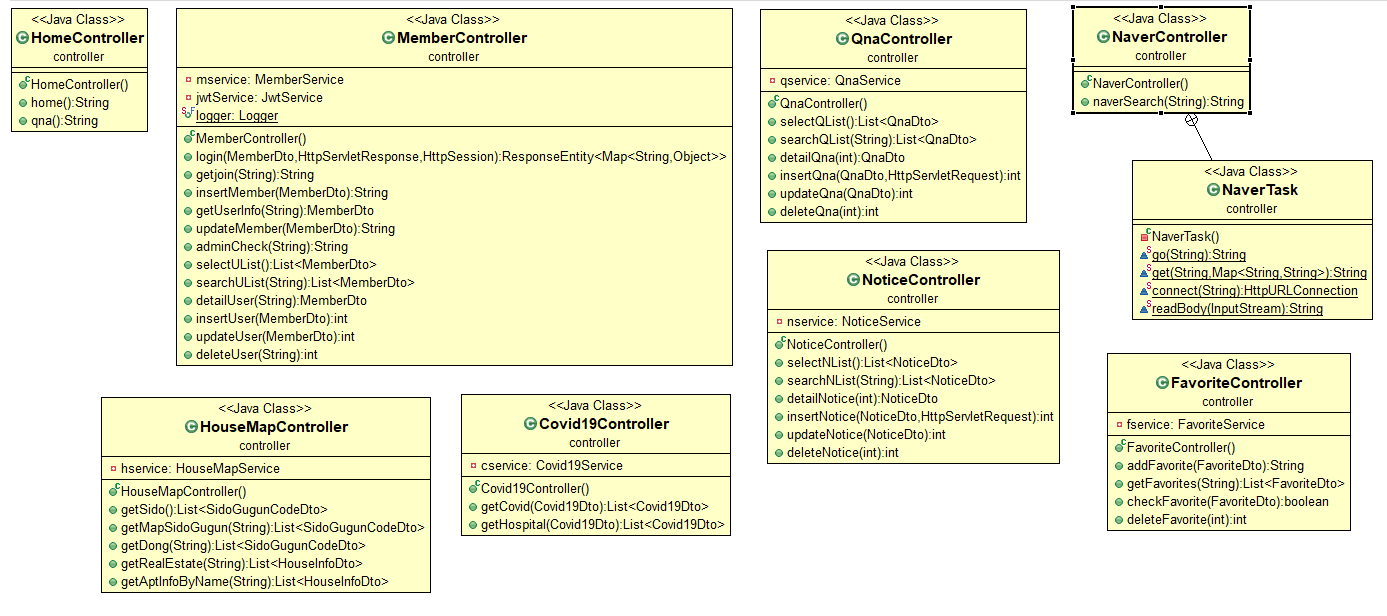 <<Java Class>>
HomeController
controller
HomeController()
home():String
qna():String
<<Java Class>>
MemberController
controller
mservice: MemberService
jwtService: JwtService
logger: Logger
MemberController()
login(MemberDto,HttpServletResponse,HttpSession):ResponseEntity<Map<String,Object>>
getjoin(String):String
insertMember(MemberDto):String
getUserInfo(String):MemberDto
updateMember(MemberDto):String
adminCheck(String):String
selectUList():List<MemberDto>
searchUList(String):List<MemberDto>
detailUser(String):MemberDto
insertUser(MemberDto):int
updateUser(MemberDto):int
deleteUser(String):int
<<Java Class>>
QnaController
controller
qservice: QnaService
QnaController()
selectQList():List<QnaDto>
searchQList(String):List<QnaDto>
detailQna(int):QnaDto
insertQna(QnaDto,HttpServletRequest):int
updateQna(QnaDto):int
deleteQna(int):int
<<Java Class>>
NaverController
controller
NaverController()
naverSearch(String):String
<<Java Class>>
NaverTask
controller
NaverTask()
go(String):String
get(String,Map<String,String>):String
connect(String):HttpURLConnection
readBody(InputStream):String
<<Java Class>>
NoticeController
controller
nservice: NoticeService
NoticeController()
selectNList():List<NoticeDto>
searchNList(String):List<NoticeDto>
detailNotice(int):NoticeDto
insertNotice(NoticeDto,HttpServletRequest):int
updateNotice(NoticeDto):int
deleteNotice(int):int
<<Java Class>>
FavoriteController
controller
fservice: FavoriteService
FavoriteController()
addFavorite(FavoriteDto):String
getFavorites(String):List<FavoriteDto>
checkFavorite(FavoriteDto):boolean
deleteFavorite(int):int
<<Java Class>>
HouseMapController
controller
hservice: HouseMapService
HouseMapController()
getSido():List<SidoGugunCodeDto>
getMapSidoGugun(String):List<SidoGugunCodeDto>
getDong(String):List<SidoGugunCodeDto>
getRealEstate(String):List<HouseInfoDto>
getAptInfoByName(String):List<HouseInfoDto>
<<Java Class>>
Covid19Controller
controller
cservice: Covid19Service
Covid19Controller()
getCovid(Covid19Dto):List<Covid19Dto>
getHospital(Covid19Dto):List<Covid19Dto>